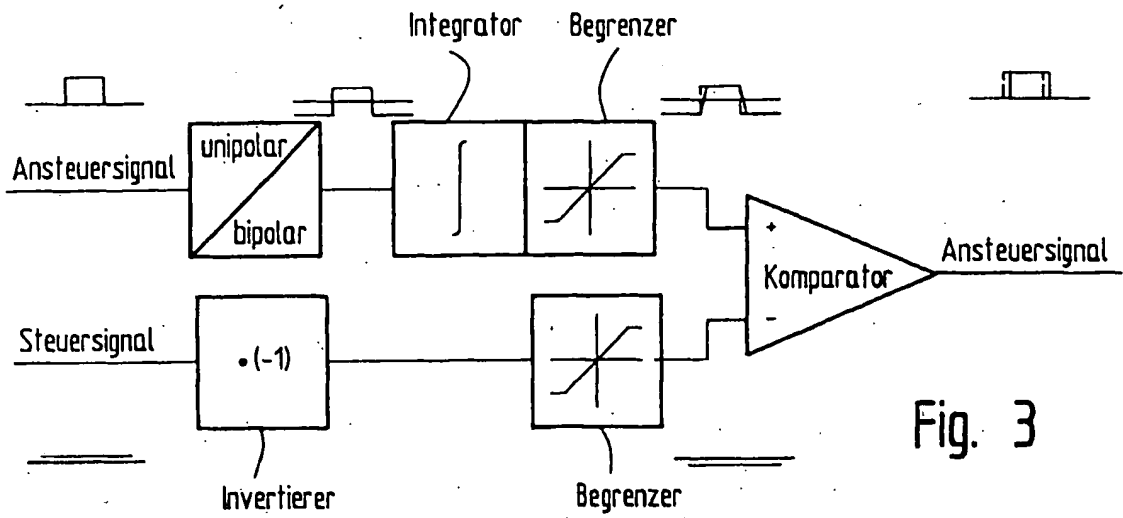 Integrator
Begrenzer
Ansteuersignal
unipolar
bipolar
∫
+
Komparator
-
Ansteuersignal
Steuersignal
•(-1)
Fig. 3
Invertierer
Begrenzer